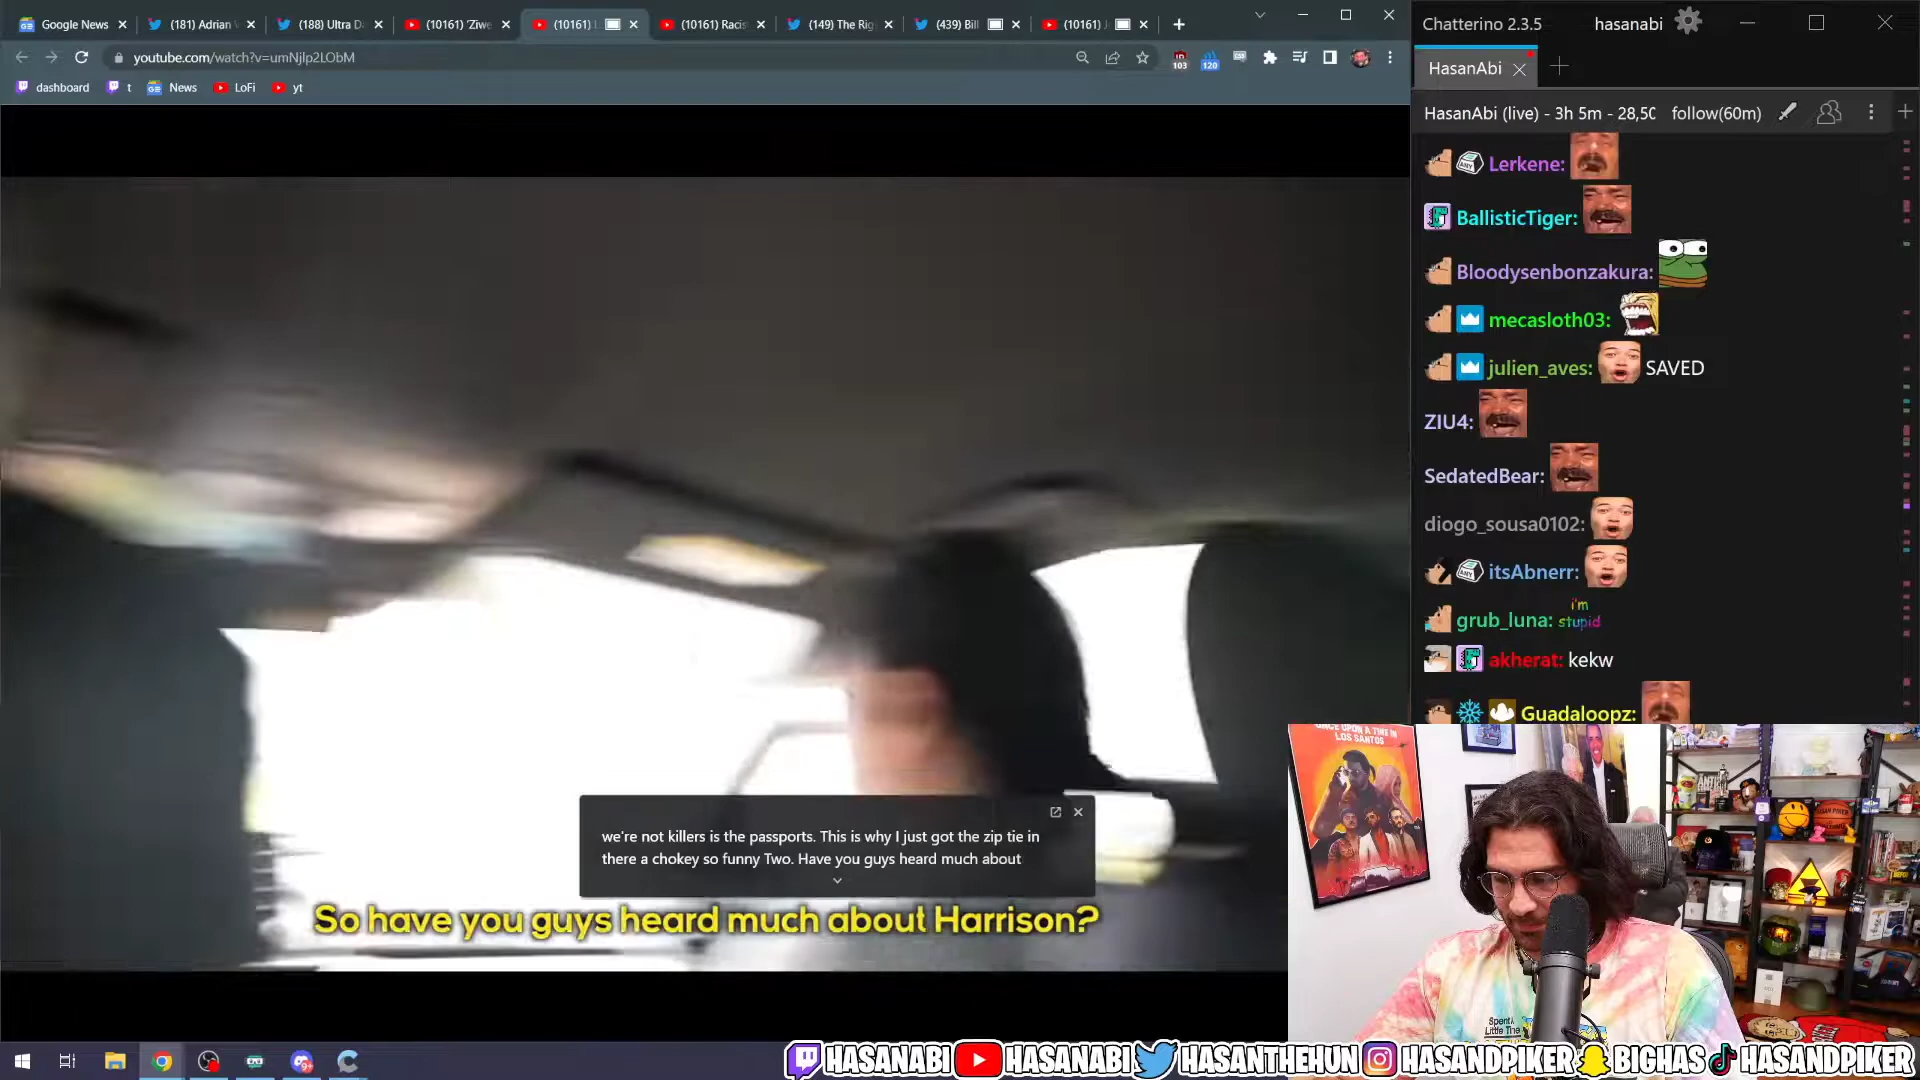 Google News
(181) Adrian
(188) Ultra D
(10161) 'Ziwe
(10161)
(10161) Racis
(149) The Rig
(439) Bill
(10161)
youtube.com/watch?v=umNjlp2LObM
103
120
dashboard
t
News
LoFi
yt
Chatterino 2.3.5
hasanabi
HasanAbi
HasanAbi (live) - 3h 5m - 28,50
follow(60m)
Lerkene:
BallisticTiger:
Bloodysenbonzakura:
mecasloth03:
julien_aves: SAVED
ZIU4:
SedatedBear:
diogo_sousa0102:
itsAbnerr:
grub_luna: i'm stupid
akherat: kekw
Guadaloopz:
we're not killers is the passports. This is why I just got the zip tie in
there a chokey so funny Two. Have you guys heard much about
So have you guys heard much about Harrison?
ONCE UPON A TIME IN
LOS SANTOS
HASANABI HASANABI HASANTHEHUN HASANDPIKER BIGHAS HASANDPIKER